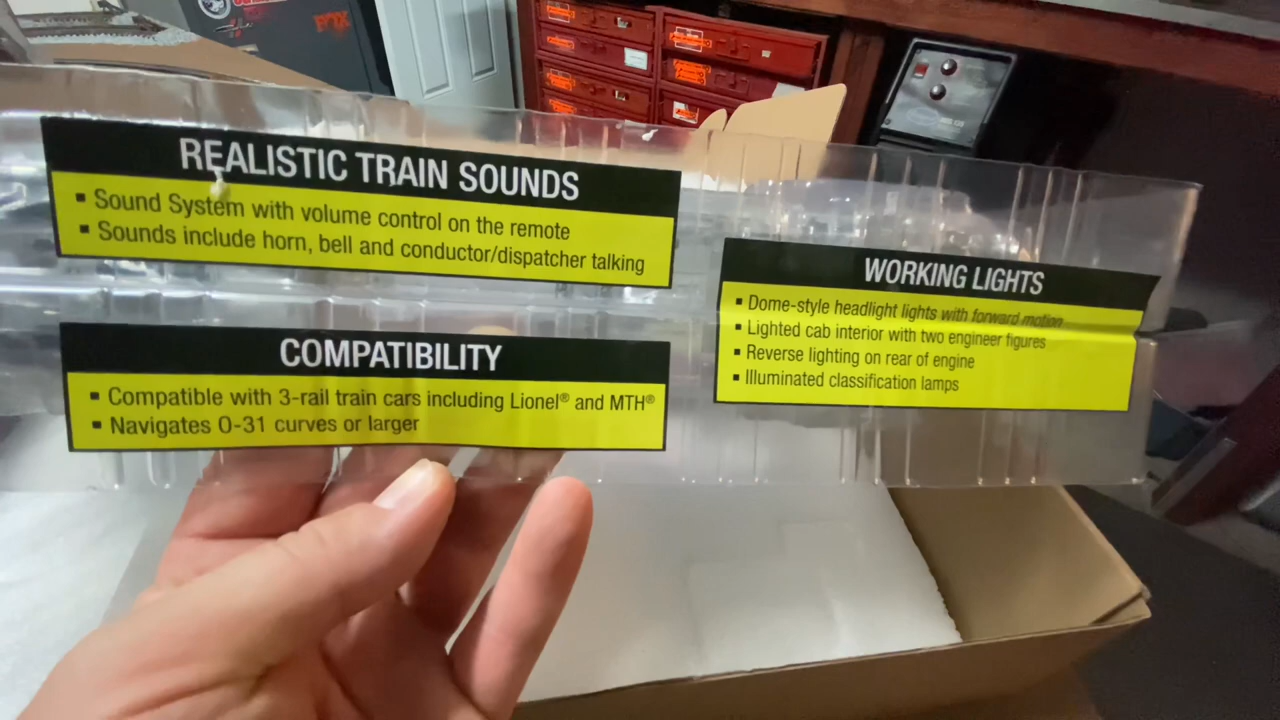 FOX
REALISTIC TRAIN SOUNDS
▪ Sound System with volume control on the remote
▪ Sounds include horn, bell and conductor/dispatcher talking
COMPATIBILITY
▪ Compatible with 3-rail train cars including Lionel® and MTH®
▪ Navigates O-31 curves or larger
WORKING LIGHTS
▪ Dome-style headlight lights with forward motion
▪ Lighted cab interior with two engineer figures
▪ Reverse lighting on rear of engine
▪ Illuminated classification lamps